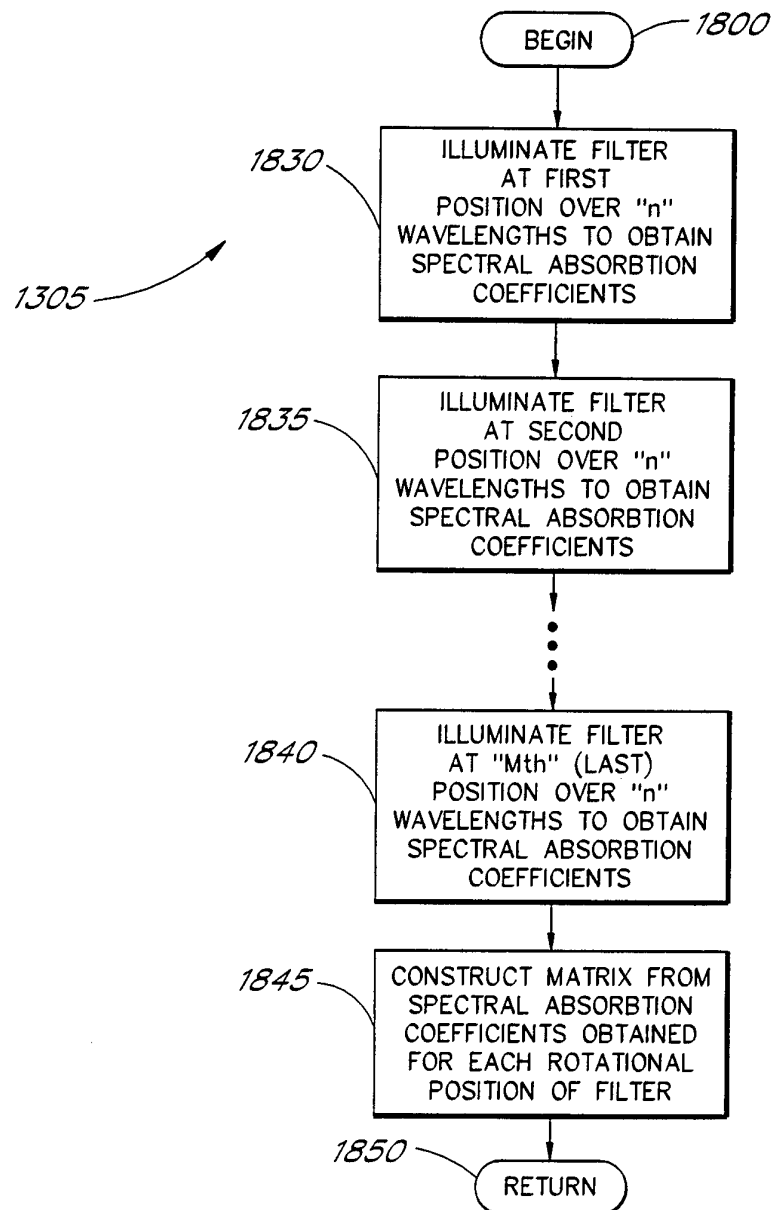 BEGIN
1800
1830
ILLUMINATE FILTER
AT FIRST
POSITION OVER "n"
WAVELENGTHS TO OBTAIN
SPECTRAL ABSORBTION
COEFFICIENTS
1305
1835
ILLUMINATE FILTER
AT SECOND
POSITION OVER "n"
WAVELENGTHS TO OBTAIN
SPECTRAL ABSORBTION
COEFFICIENTS
1840
ILLUMINATE FILTER
AT "Mth" (LAST)
POSITION OVER "n"
WAVELENGTHS TO OBTAIN
SPECTRAL ABSORBTION
COEFFICIENTS
1845
CONSTRUCT MATRIX FROM
SPECTRAL ABSORBTION
COEFFICIENTS OBTAINED
FOR EACH ROTATIONAL
POSITION OF FILTER
1850
RETURN